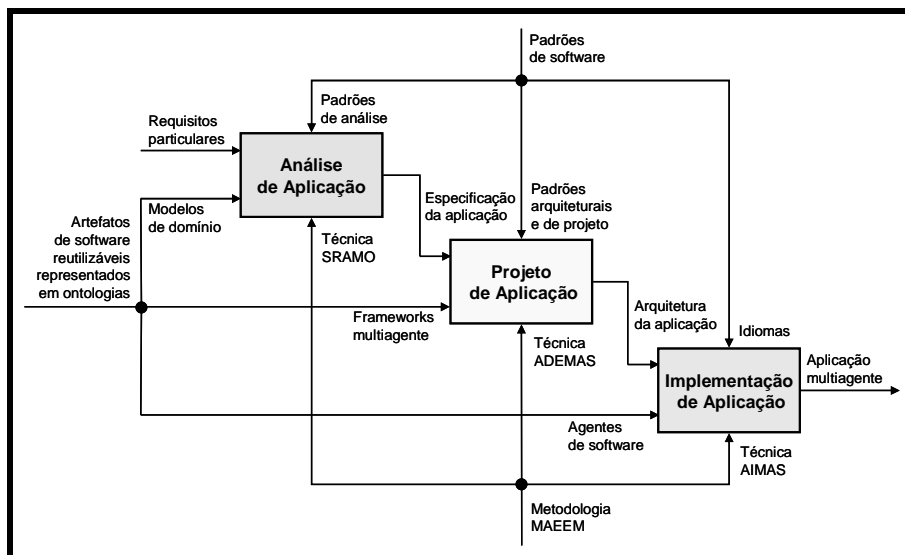 Padrões
de software
Padrões
de análise
Requisitos
particulares
Análise
de Aplicação
Especificação
da aplicação
Padrões
arquiteturais
e de projeto
Modelos
de domínio
Artefatos
de software
reutilizáveis
representados
em ontologias
Técnica
SRAMO
Projeto
de Aplicação
Frameworks
multiagente
Arquitetura
da aplicação
Técnica
ADEMAS
Idiomas
Implementação
de Aplicação
Aplicação
multiagente
Agentes
de software
Técnica
AIMAS
Metodologia
MAEEM